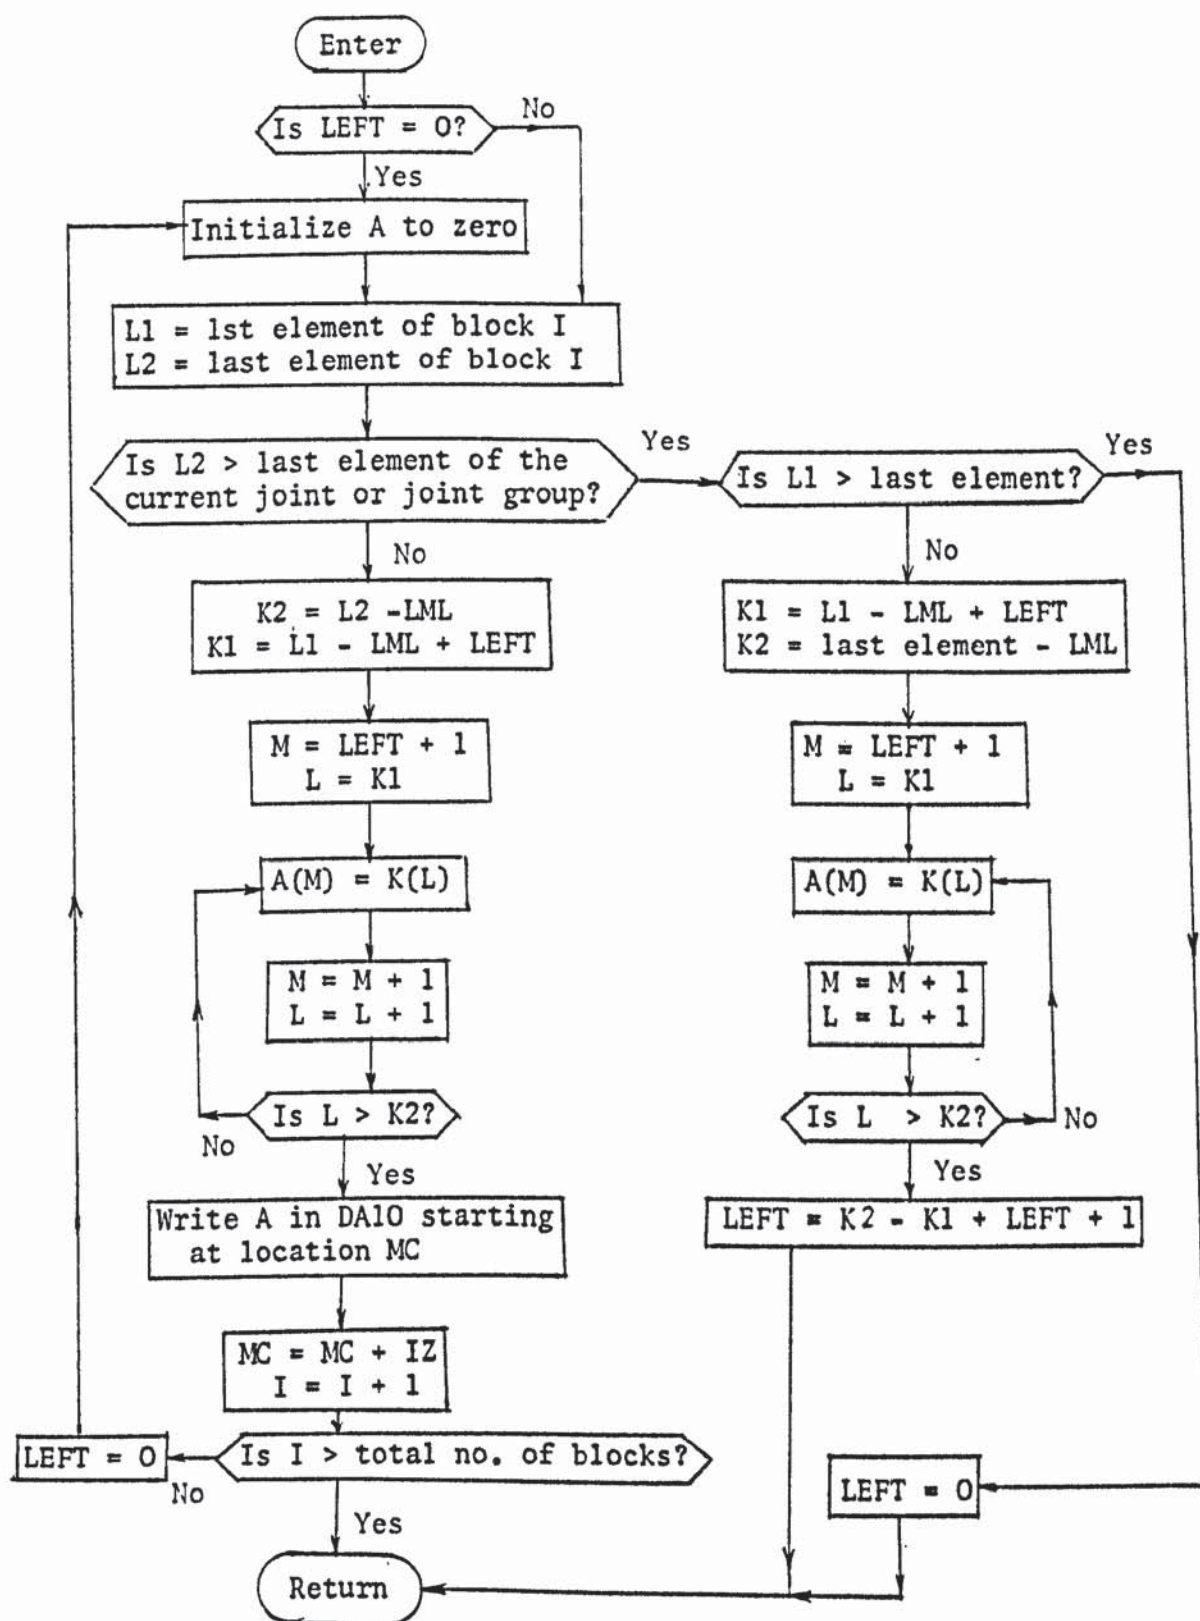 Enter
Is LEFT = 0?
No
Yes
Initialize A to zero
L1 = 1st element of block I
L2 = last element of block I
Is L2 > last element of the
current joint or joint group?
Yes
Is L1 > last element?
Yes
No
No
K2 = L2 -LML
K1 = L1 - LML + LEFT
K1 = L1 - LML + LEFT
K2 = last element - LML
M = LEFT + 1
L = K1
M = LEFT + 1
L = K1
A(M) = K(L)
A(M) = K(L)
M = M + 1
L = L + 1
M = M + 1
L = L + 1
Is L > K2?
No
Is L > K2?
No
Yes
Yes
Write A in DA10 starting
at location MC
LEFT = K2 - K1 + LEFT + 1
MC = MC + IZ
I = I + 1
LEFT = 0
Is I > total no. of blocks?
No
LEFT = 0
Yes
Return